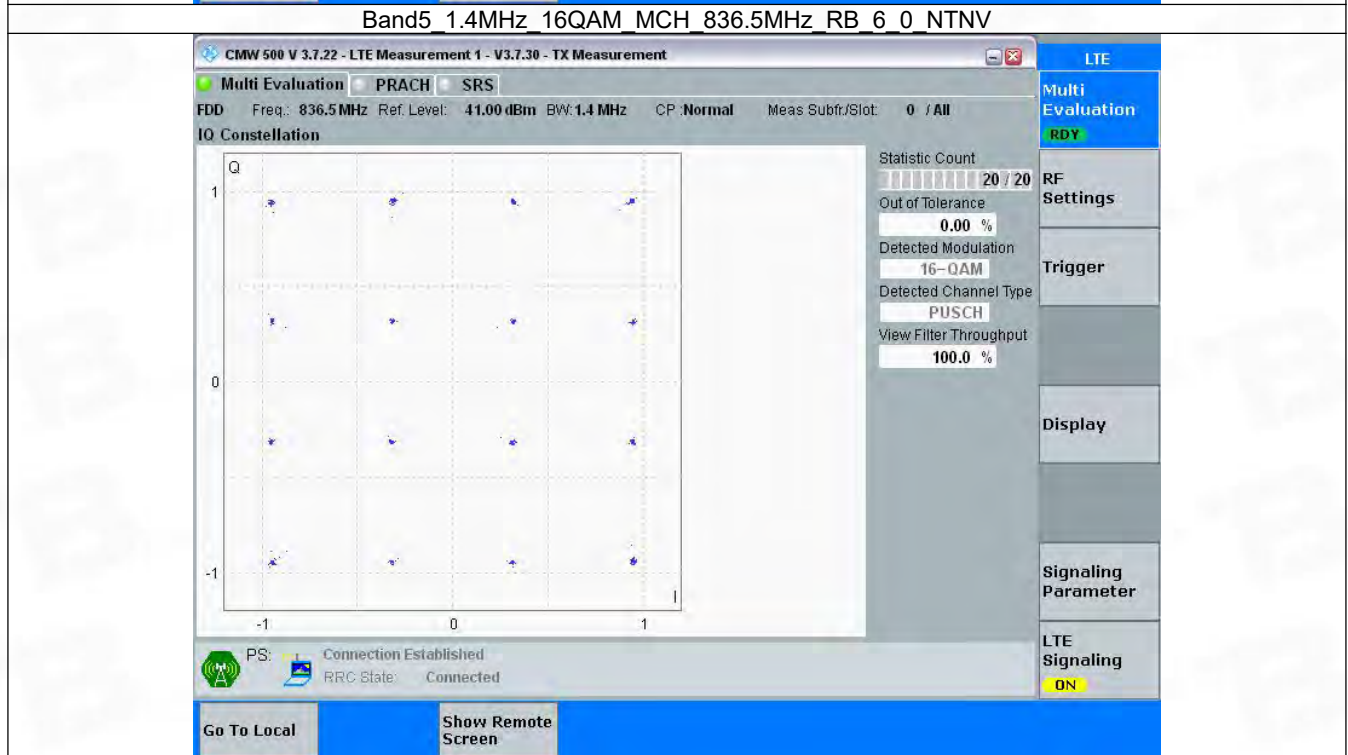 Band5_1.4MHz_16QAM_MCH_836.5MHz_RB_6_0_NTNV
CMW 500 V 3.7.22 - LTE Measurement 1 - V3.7.30 - TX Measurement
LTE
Multi Evaluation PRACH SRS
FDD Freq.: 836.5 MHz Ref. Level: 41.00 dBm BW: 1.4 MHz CP :Normal Meas Subfr./Slot: 0 / All
IQ Constellation
Q
1
0
-1
I
-1 0 1
Statistic Count
20 / 20
Out of Tolerance
0.00 %
Detected Modulation
16-QAM
Detected Channel Type
PUSCH
View Filter Throughput
100.0 %
Multi
Evaluation
RDY
RF
Settings
Trigger
Display
Signaling
Parameter
LTE
Signaling
ON
PS: Connection Established
RRC State: Connected
Go To Local
Show Remote
Screen